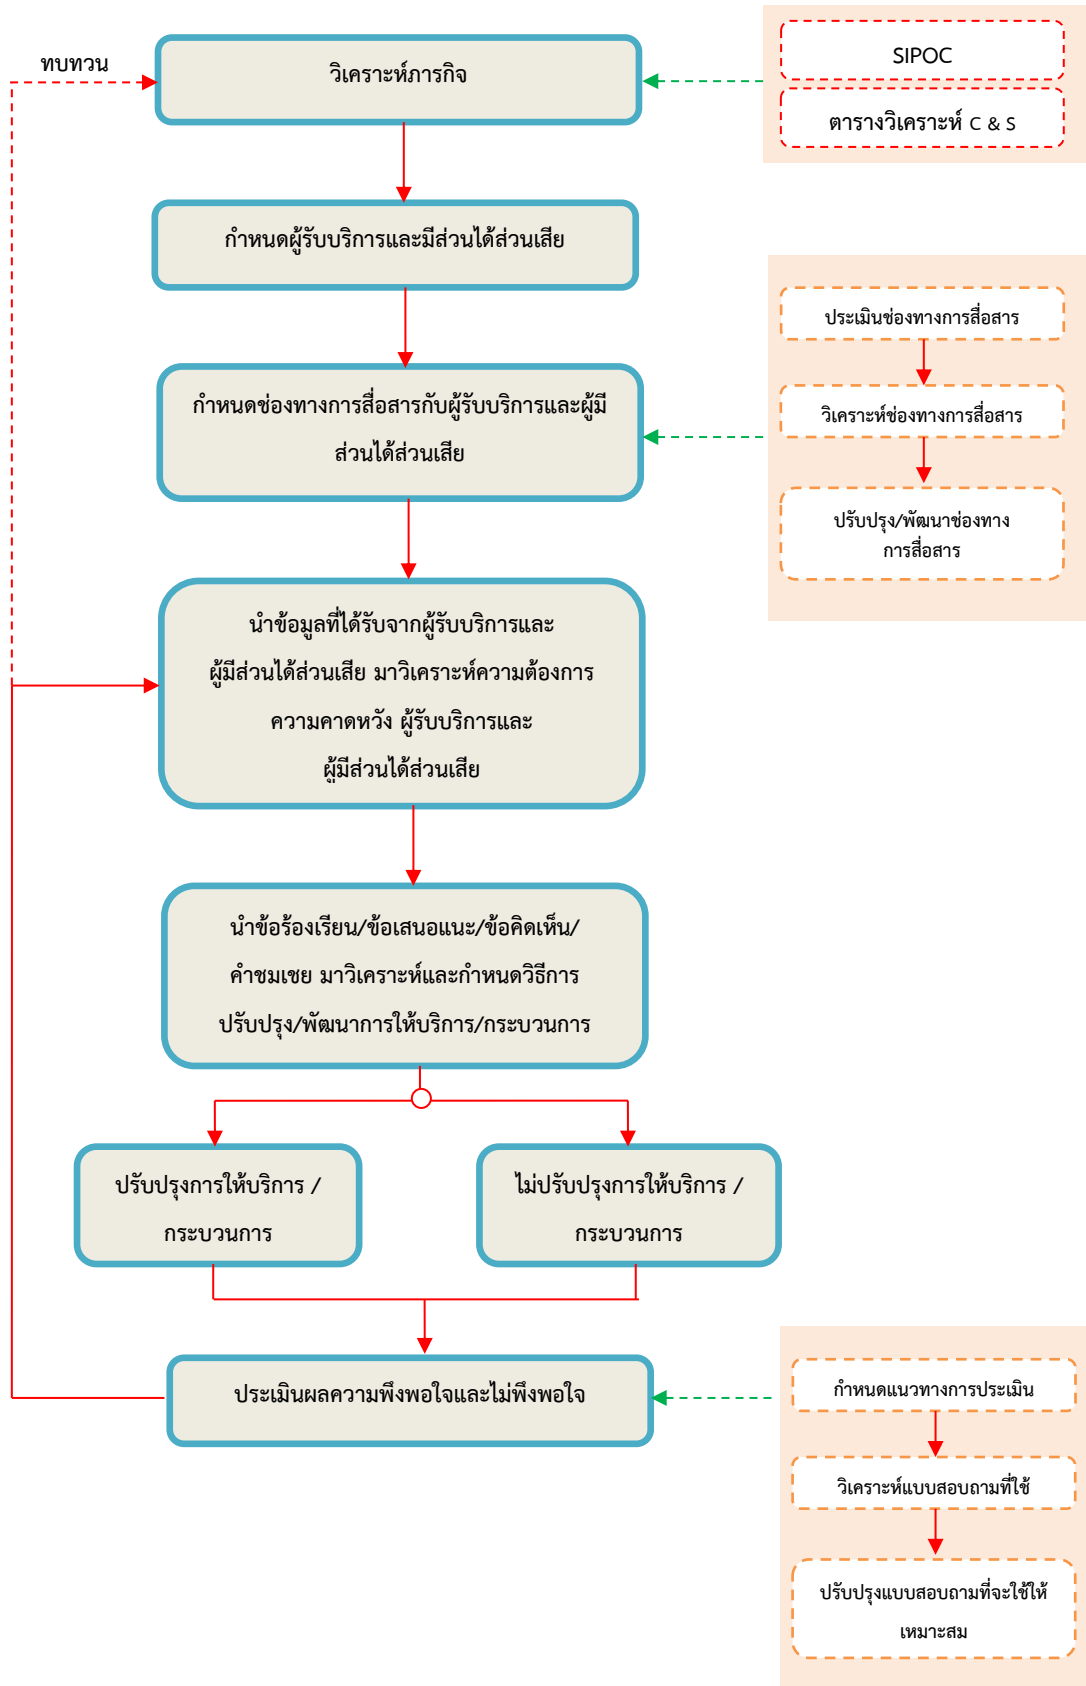 ทบทวน
วิเคราะห์ภารกิจ
SIPOC
ตารางวิเคราะห์ C & S
กำหนดผู้รับบริการและมีส่วนได้ส่วนเสีย
กำหนดช่องทางการสื่อสารกับผู้รับบริการและผู้มี
ส่วนได้ส่วนเสีย
ประเมินช่องทางการสื่อสาร
วิเคราะห์ช่องทางการสื่อสาร
ปรับปรุง/พัฒนาช่องทาง
การสื่อสาร
นำข้อมูลที่ได้รับจากผู้รับบริการและ
ผู้มีส่วนได้ส่วนเสีย มาวิเคราะห์ความต้องการ
ความคาดหวัง ผู้รับบริการและ
ผู้มีส่วนได้ส่วนเสีย
นำข้อร้องเรียน/ข้อเสนอแนะ/ข้อคิดเห็น/
คำชมเชย มาวิเคราะห์และกำหนดวิธีการ
ปรับปรุง/พัฒนาการให้บริการ/กระบวนการ
ปรับปรุงการให้บริการ /
กระบวนการ
ไม่ปรับปรุงการให้บริการ /
กระบวนการ
ประเมินผลความพึงพอใจและไม่พึงพอใจ
กำหนดแนวทางการประเมิน
วิเคราะห์แบบสอบถามที่ใช้
ปรับปรุงแบบสอบถามที่จะใช้ให้
เหมาะสม